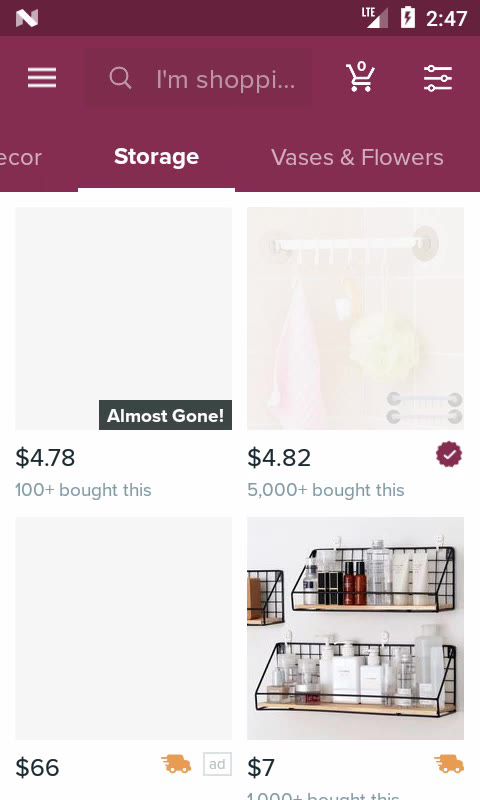 LTE 2:47
I'm shoppi... 0
ecor Storage Vases & Flowers
Almost Gone!
$4.78 $4.82
100+ bought this 5,000+ bought this
$66 ad $7
1,000+ bought this